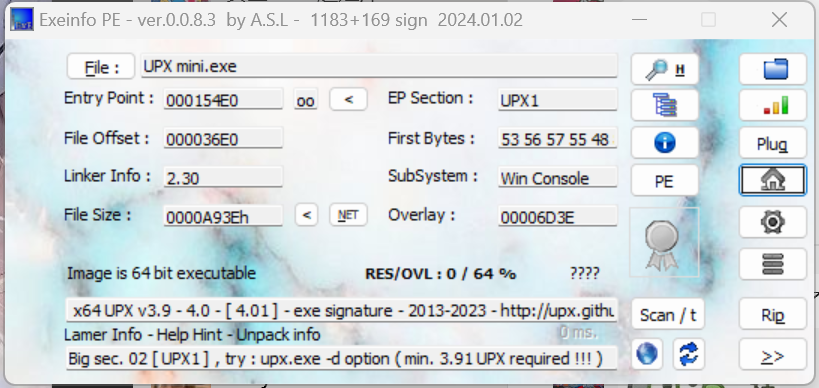 Exeinfo PE - ver.0.0.8.3 by A.S.L - 1183+169 sign 2024.01.02
File : UPX mini.exe H
Entry Point : 000154E0 oo < EP Section : UPX1
File Offset : 000036E0 First Bytes : 53 56 57 55 48 Plug
Linker Info : 2.30 SubSystem : Win Console PE
File Size : 0000A93Eh < NET Overlay : 00006D3E
Image is 64 bit executable RES/OVL : 0 / 64 % ????
x64 UPX v3.9 - 4.0 - [ 4.01 ] - exe signature - 2013-2023 - http://upx.githu Scan / t Rip
Lamer Info - Help Hint - Unpack info 0 ms.
Big sec. 02 [ UPX1 ] , try : upx.exe -d option ( min. 3.91 UPX required !!! ) >>